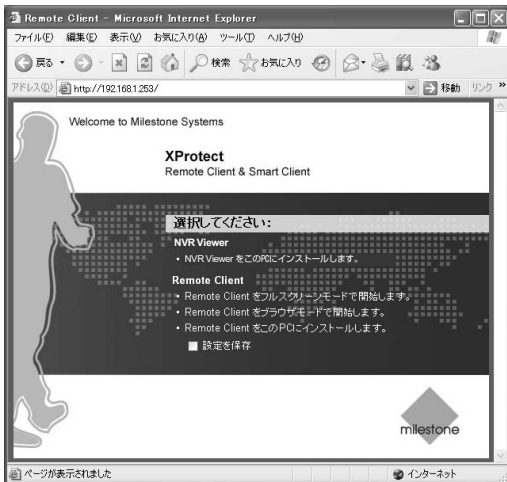 Remote Client - Microsoft Internet Explorer
ファイル(F) 編集(E) 表示(V) お気に入り(A) ツール(T) ヘルプ(H)
戻る 検索 お気に入り
アドレス(D) http://192.168.1.253/ 移動 リンク »
Welcome to Milestone Systems
XProtect
Remote Client & Smart Client
選択してください:
NVR Viewer
• NVR Viewer をこのPCにインストールします。
Remote Client
• Remote Client をフルスクリーンモードで開始します。
• Remote Client をブラウザモードで開始します。
• Remote Client をこのPCにインストールします。
設定を保存
milestone
ページが表示されました インターネット